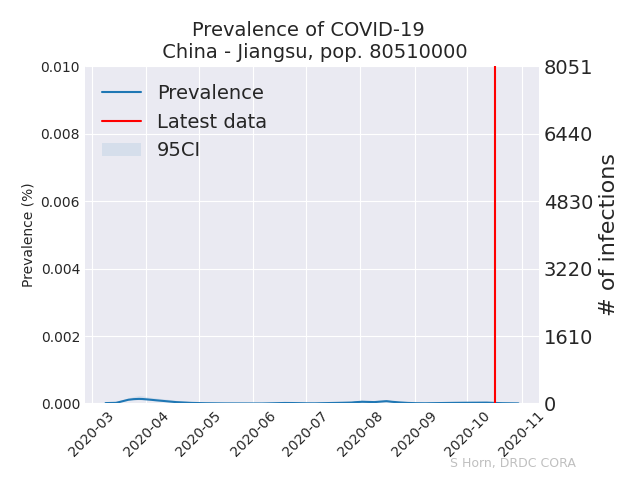 Prevalence of COVID-19
China - Jiangsu, pop. 80510000
0.010
0.008
0.006
0.004
0.002
0.000
Prevalence (%)
Prevalence
Latest data
95CI
8051
6440
4830
3220
1610
0
# of infections
2020-03
2020-04
2020-05
2020-06
2020-07
2020-08
2020-09
2020-10
2020-11
S Horn, DRDC CORA